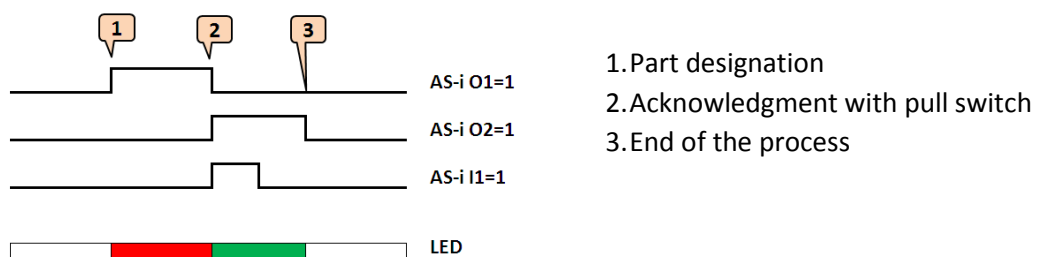 1 2 3
AS-i O1=1
AS-i O2=1
AS-i I1=1
LED
1.Part designation
2.Acknowledgment with pull switch
3.End of the process